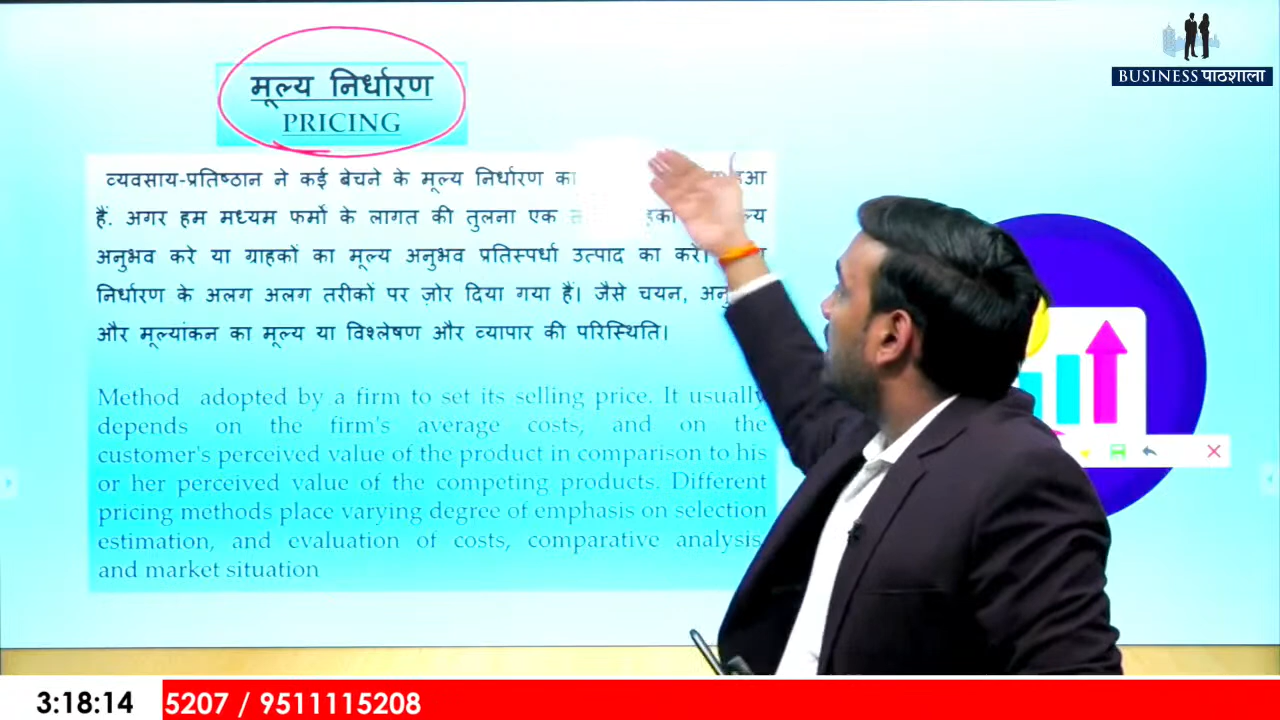 BUSINESS पाठशाला
मूल्य निर्धारण
PRICING
व्यवसाय-प्रतिष्ठान ने कई बेचने के मूल्य निर्धारण का
हैं. अगर हम मध्यम फर्मो के लागत की तुलना एक
अनुभव करे या ग्राहकों का मूल्य अनुभव प्रतिस्पर्धा उत्पाद का करे।
निर्धारण के अलग अलग तरीकों पर ज़ोर दिया गया हैं। जैसे चयन,
और मूल्यांकन का मूल्य या विश्लेषण और व्यापार की परिस्थिति।
Method adopted by a firm to set its selling price. It usually
depends on the firm's average costs, and on the
customer's perceived value of the product in comparison to his
or her perceived value of the competing products. Different
pricing methods place varying degree of emphasis on selection
estimation, and evaluation of costs, comparative analysis,
and market situation
3:18:14
5207 / 9511115208